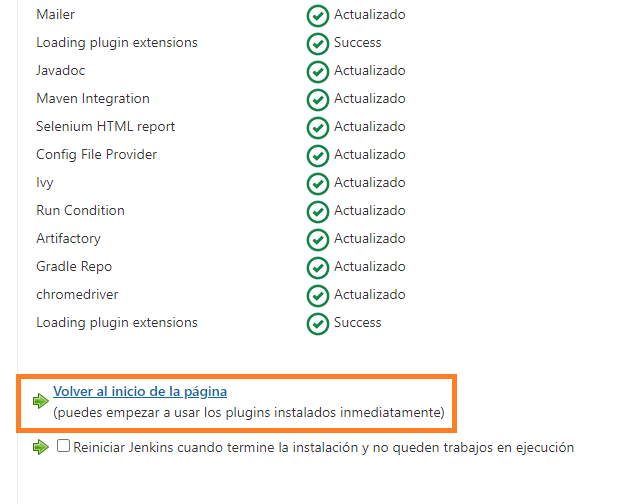 Mailer Actualizado
Loading plugin extensions Success
Javadoc Actualizado
Maven Integration Actualizado
Selenium HTML report Actualizado
Config File Provider Actualizado
Ivy Actualizado
Run Condition Actualizado
Artifactory Actualizado
Gradle Repo Actualizado
chromedriver Actualizado
Loading plugin extensions Success
Volver al inicio de la página
(puedes empezar a usar los plugins instalados inmediatamente)
Reiniciar Jenkins cuando termine la instalación y no queden trabajos en ejecución